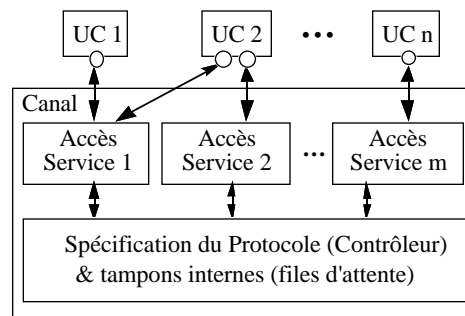 UC 1 UC 2 ••• UC n
Canal
Accès Accès Accès
Service 1 Service 2 ... Service m
Spécification du Protocole (Contrôleur)
& tampons internes (files d'attente)